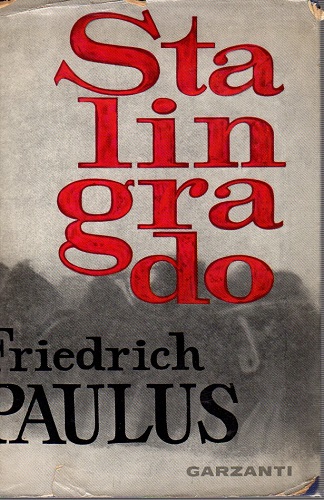 Sta
lin
gra
do
Friedrich
PAULUS
GARZANTI